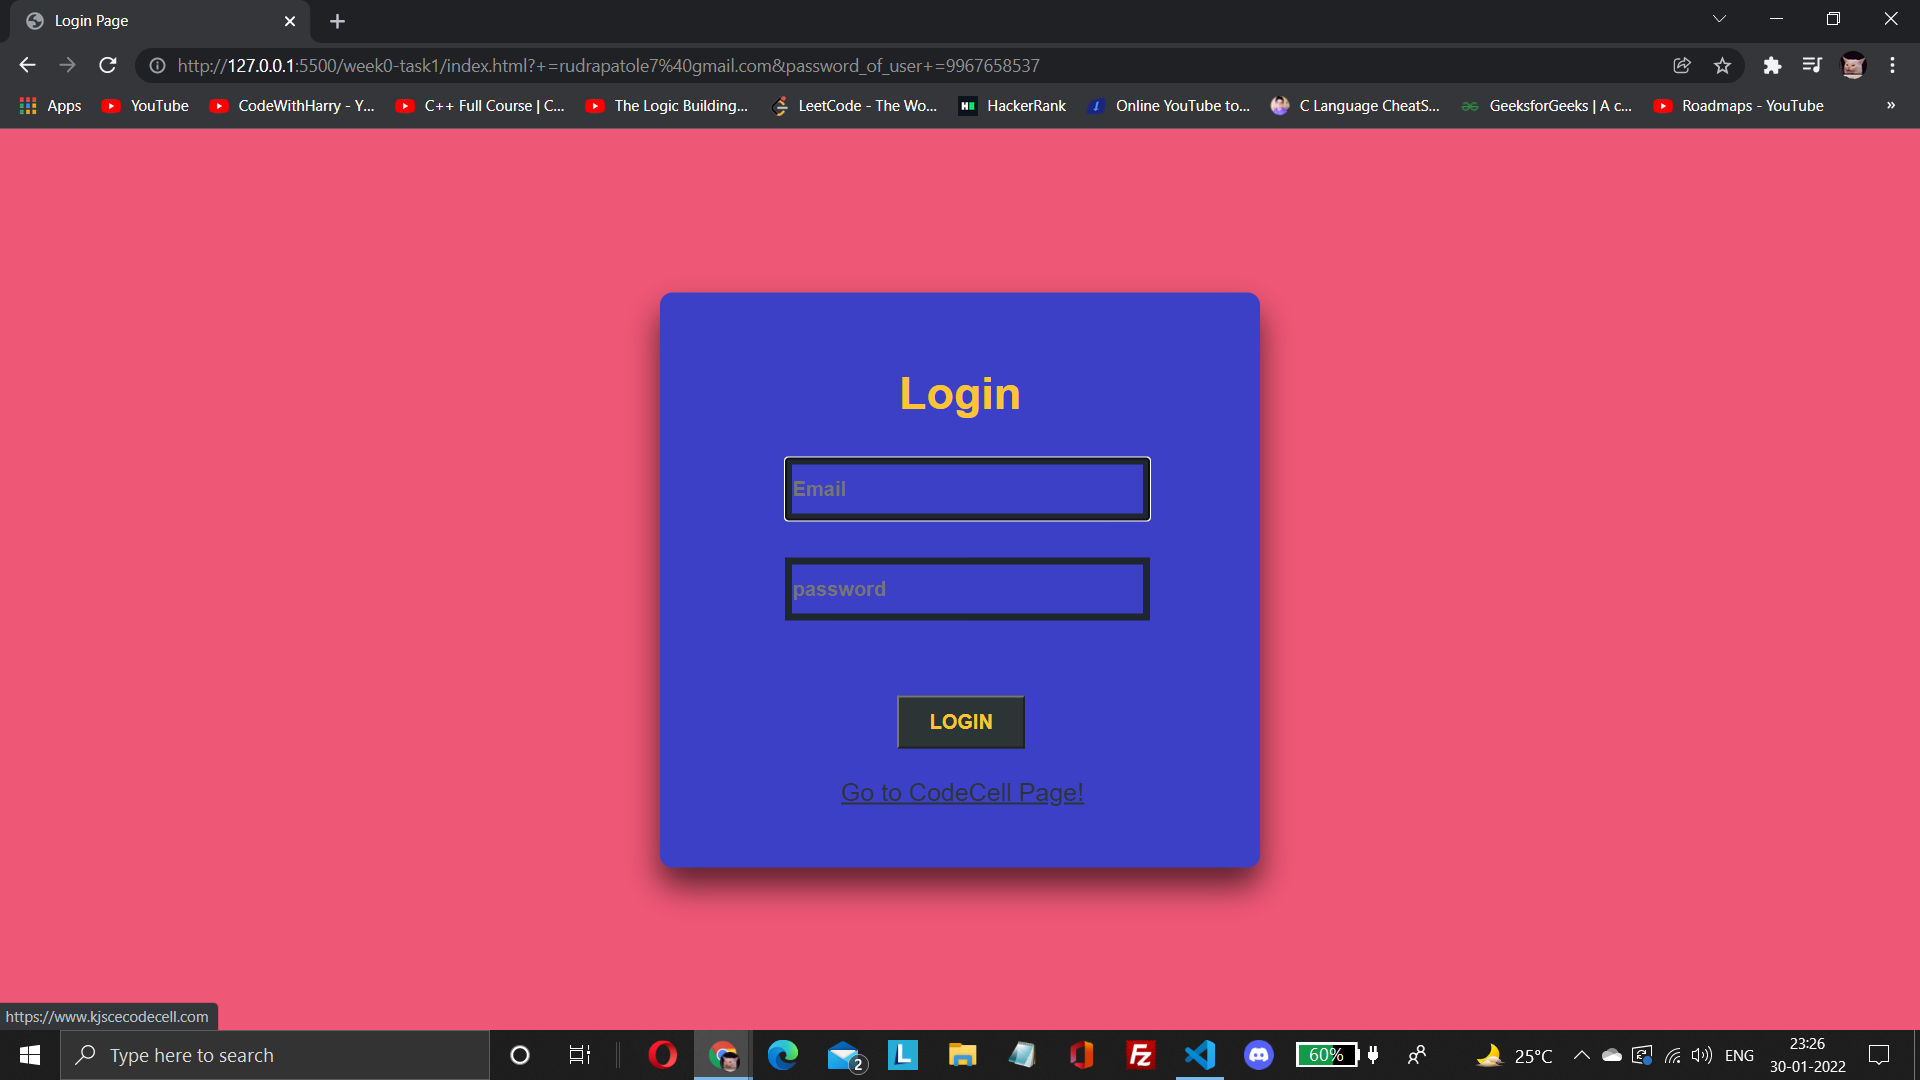 Login Page
http://127.0.0.1:5500/week0-task1/index.html?+=rudrapatole7%40gmail.com&password_of_user+=9967658537
Apps YouTube CodeWithHarry - Y... C++ Full Course | C... The Logic Building... LeetCode - The Wo... H HackerRank Online YouTube to... C Language CheatS... GeeksforGeeks | A c... Roadmaps - YouTube »
Login
Email
password
LOGIN
Go to CodeCell Page!
https://www.kjscecodecell.com
Type here to search 2 L Fz 60% 25°C ENG 23:26
30-01-2022